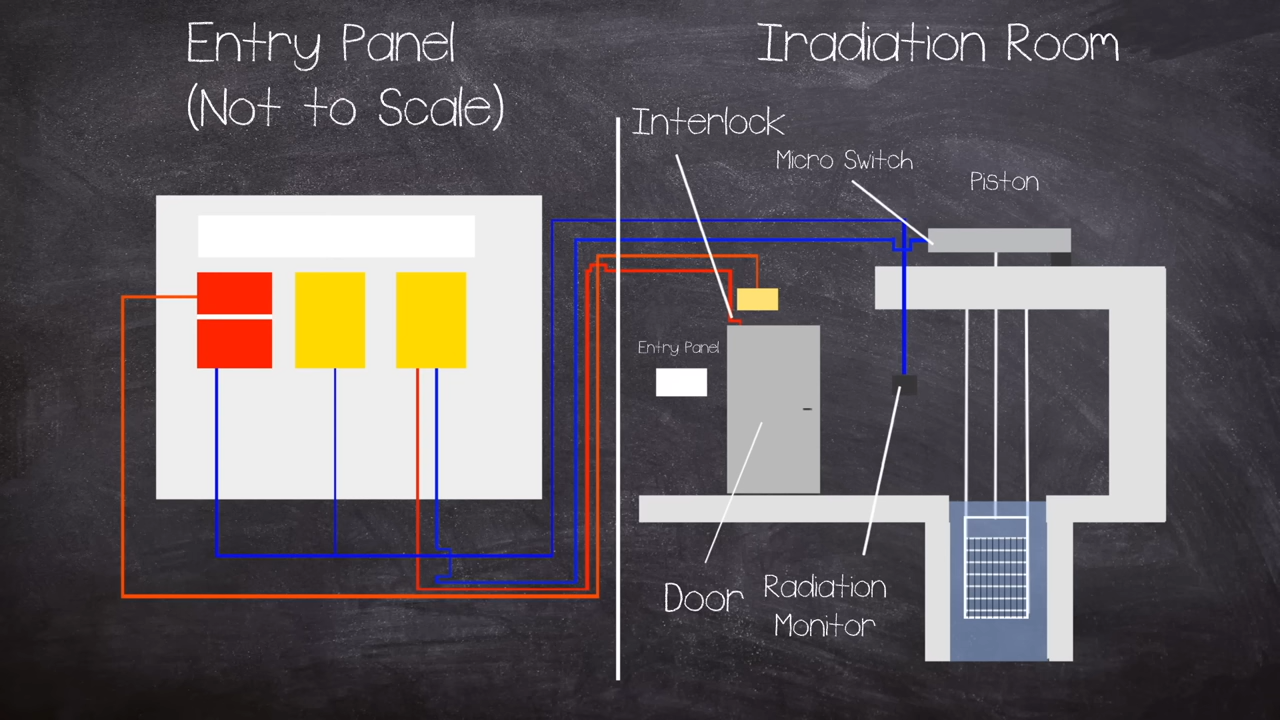 Entry Panel
(Not to Scale)
Iradiation Room
Interlock
Micro Switch
Piston
Entry Panel
Door
Radiation
Monitor